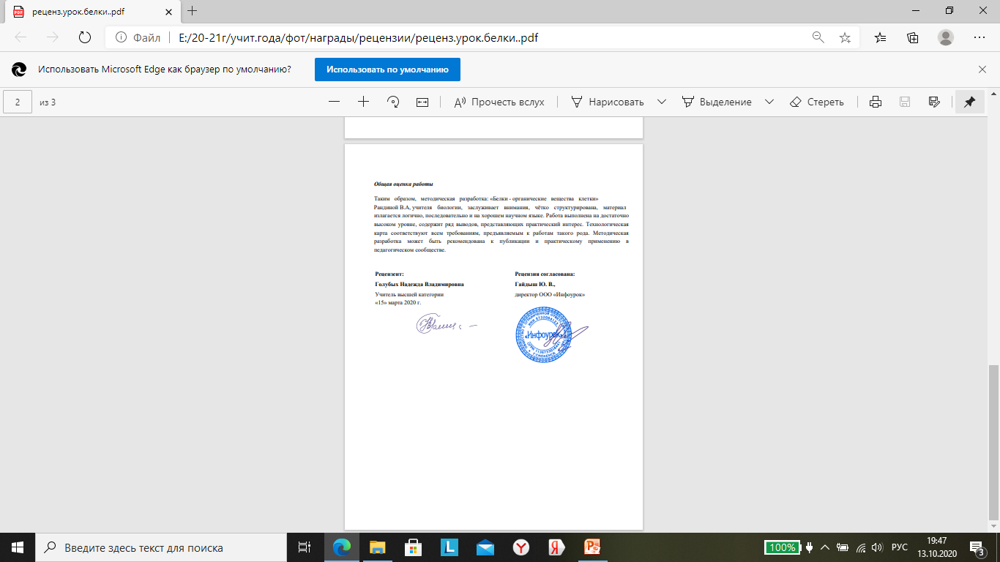 реценз.урок.белки..pdf
Файл
E:/20-21г/учит.года/фот/награды/рецензии/реценз.урок.белки..pdf
Использовать Microsoft Edge как браузер по умолчанию?
Использовать по умолчанию
2 из 3
Прочесть вслух
Нарисовать
Выделение
Стереть
Общая оценка работы
Таким образом, методическая разработка: «Белки - органические вещества клетки»
Рандиной В.А, учителя биологии, заслуживает внимания, чётко структурирована, материал
излагается логично, последовательно и на хорошем научном языке. Работа выполнена на достаточно
высоком уровне, содержит ряд выводов, представляющих практический интерес. Технологическая
карта соответствуют всем требованиям, предъявляемым к работам такого рода. Методическая
разработка может быть рекомендована к публикации и практическому применению в
педагогическом сообществе.
Рецензент:
Голубых Надежда Владимировна
Учитель высшей категории
«15» марта 2020 г.
Рецензия согласована:
Гайдыш Ю. В.,
директор ООО «Инфоурок»
«Инфоурок»
Введите здесь текст для поиска
100%
РУС
19:47
13.10.2020
3